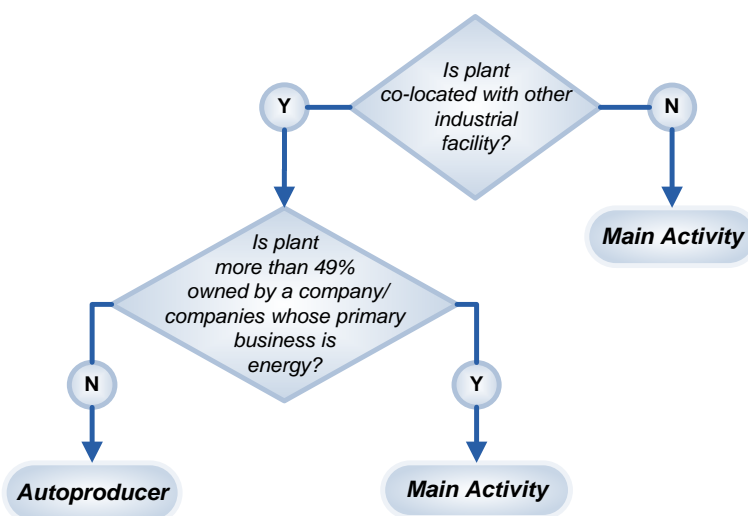 Is plant
co-located with other
industrial
facility?
Y
N
Main Activity
Is plant
more than 49%
owned by a company/
companies whose primary
business is
energy?
N
Y
Autoproducer
Main Activity